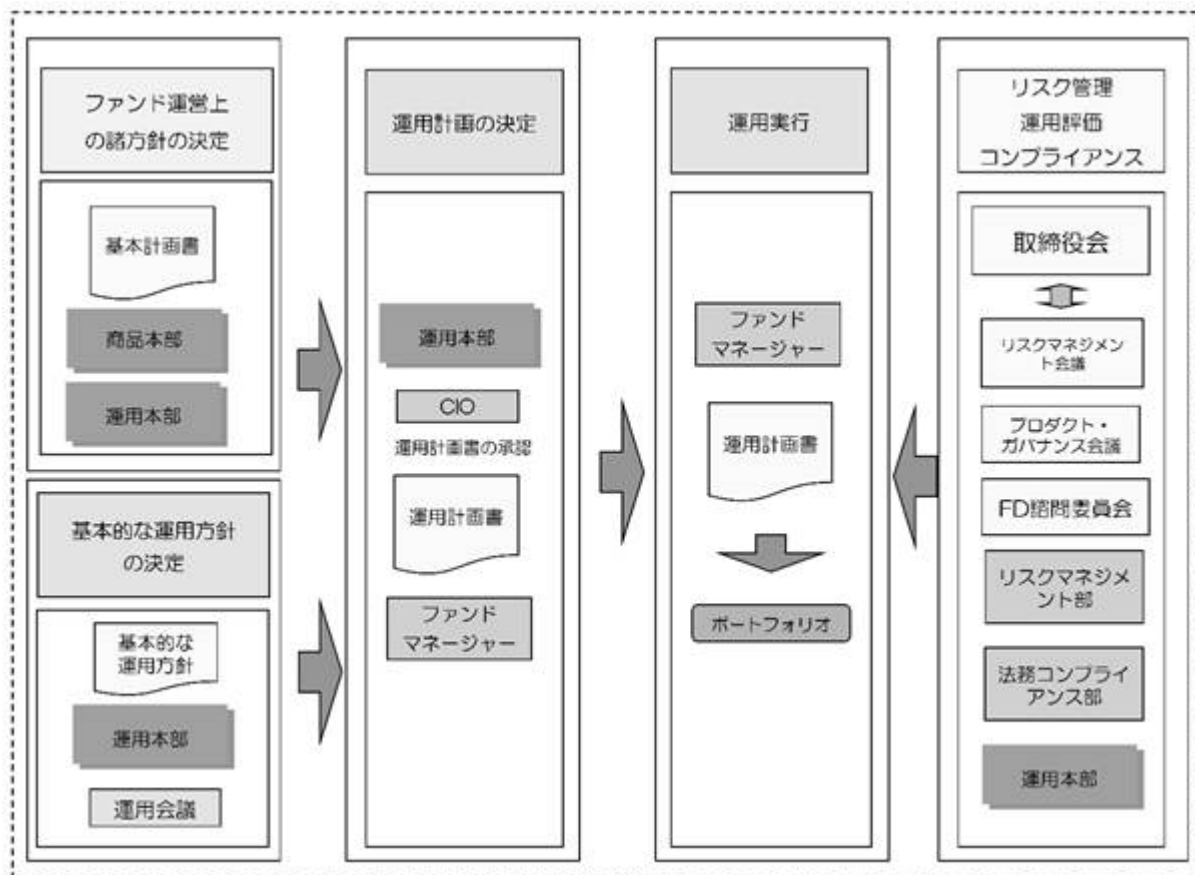 ファンド運営上
の諸方針の決定
基本計画書
商品本部
運用本部
基本的な運用方針
の決定
基本的な
運用方針
運用本部
運用会議
運用計画の決定
運用本部
CIO
運用計画書の承認
運用計画書
ファンド
マネージャー
運用実行
ファンド
マネージャー
運用計画書
ポートフォリオ
リスク管理
運用評価
コンプライアンス
取締役会
リスクマネジメン
ト会議
プロダクト・
ガバナンス会議
FD諮問委員会
リスクマネジメ
ント部
法務コンプライ
アンス部
運用本部